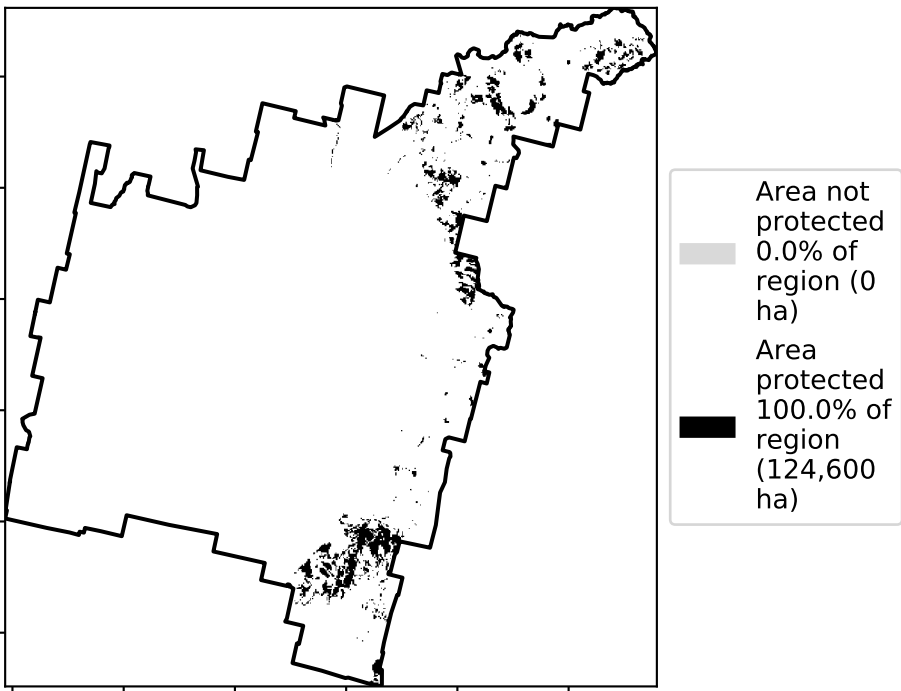 Area not
protected
0.0% of
region (0
ha)
Area
protected
100.0% of
region
(124,600
ha)